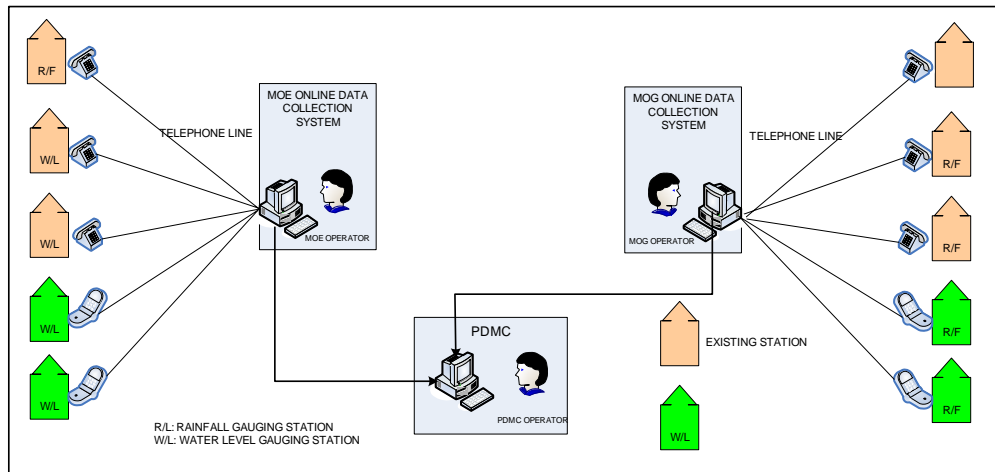 R/F
W/L
W/L
W/L
W/L
TELEPHONE LINE
MOE ONLINE DATA
COLLECTION
SYSTEM
MOE OPERATOR
MOG ONLINE DATA
COLLECTION
SYSTEM
MOG OPERATOR
TELEPHONE LINE
R/F
R/F
R/F
R/F
PDMC
PDMC OPERATOR
EXISTING STATION
W/L
R/L: RAINFALL GAUGING STATION
W/L: WATER LEVEL GAUGING STATION